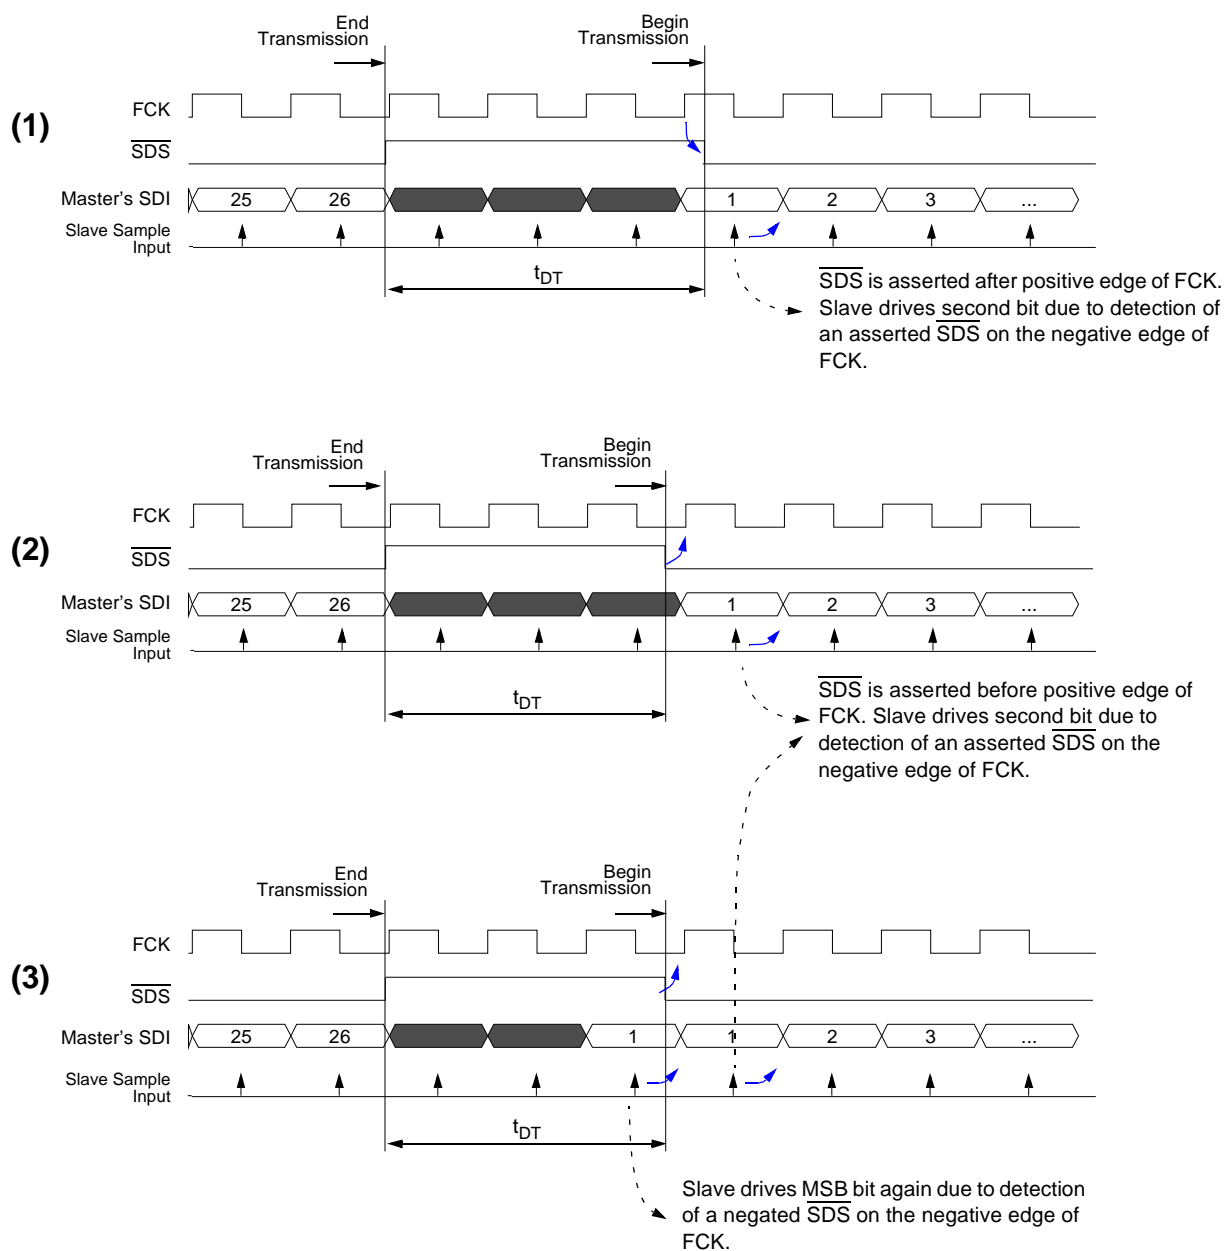 End
Transmission
Begin
Transmission
FCK
(1)
SDS
Master's SDI
25 26 1 2 3 ...
Slave Sample
Input
tDT
SDS is asserted after positive edge of FCK.
Slave drives second bit due to detection of
an asserted SDS on the negative edge of
FCK.
End
Transmission
Begin
Transmission
FCK
(2)
SDS
Master's SDI
25 26 1 2 3 ...
Slave Sample
Input
tDT
SDS is asserted before positive edge of
FCK. Slave drives second bit due to
detection of an asserted SDS on the
negative edge of FCK.
End
Transmission
Begin
Transmission
FCK
(3)
SDS
Master's SDI
25 26 1 1 2 3 ...
Slave Sample
Input
tDT
Slave drives MSB bit again due to detection
of a negated SDS on the negative edge of
FCK.